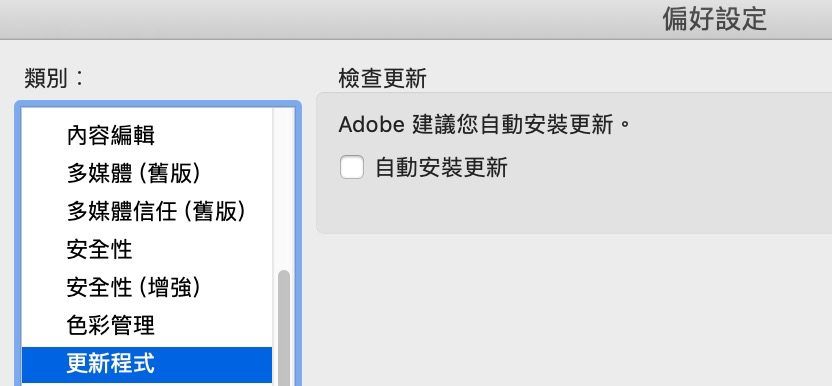 偏好設定
類別：
內容編輯
多媒體 (舊版)
多媒體信任 (舊版)
安全性
安全性 (增強)
色彩管理
更新程式
檢查更新
Adobe 建議您自動安裝更新。
自動安裝更新